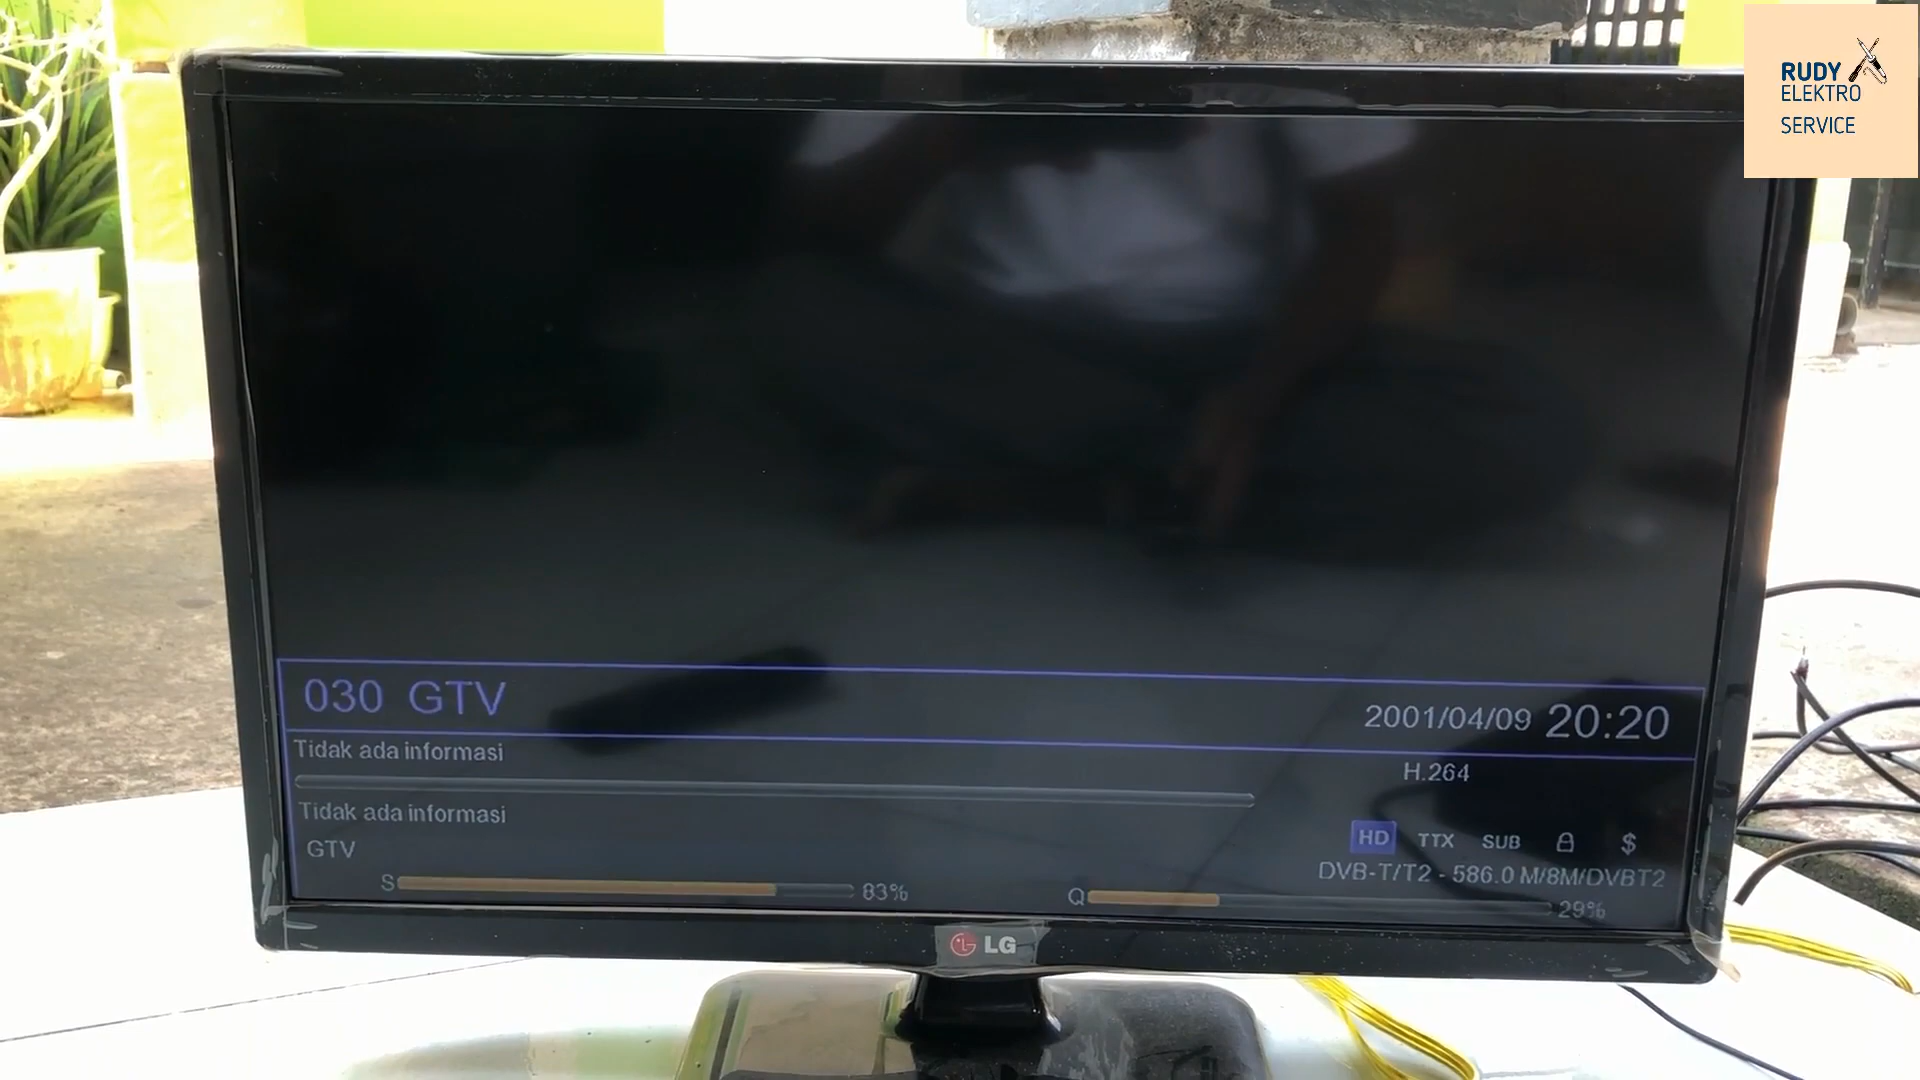 RUDY
ELEKTRO
SERVICE
030 GTV
2001/04/09 20:20
Tidak ada informasi
H.264
Tidak ada informasi
HD TTX SUB $
GTV
DVB-T/T2 - 586.0 M/8M/DVBT2
S 83%
Q 29%
LG